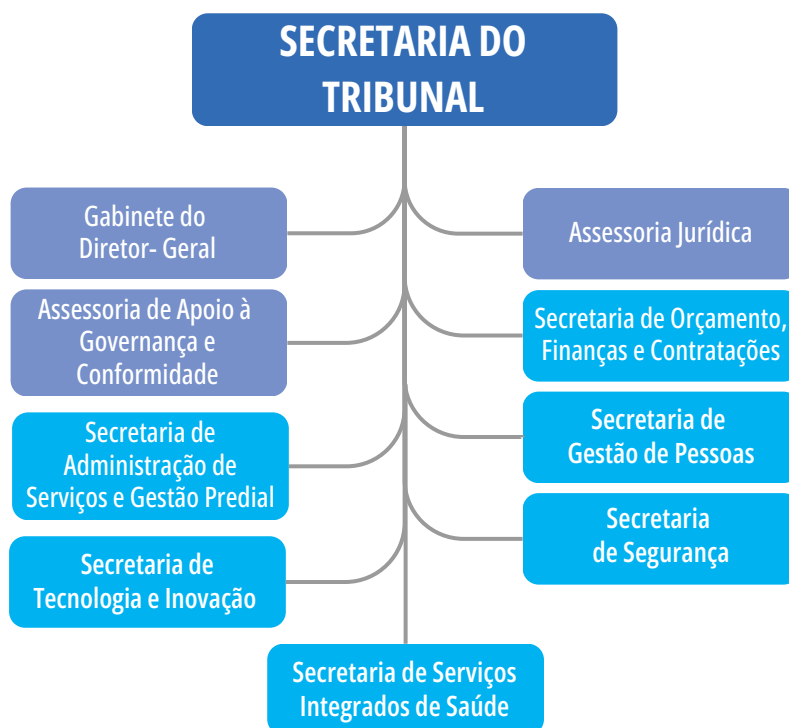 SECRETARIA DO
TRIBUNAL
Gabinete do
Diretor- Geral
Assessoria Jurídica
Assessoria de Apoio à
Governança e
Conformidade
Secretaria de Orçamento,
Finanças e Contratações
Secretaria de
Administração de
Serviços e Gestão Predial
Secretaria de
Gestão de Pessoas
Secretaria de
Tecnologia e Inovação
Secretaria
de Segurança
Secretaria de Serviços
Integrados de Saúde